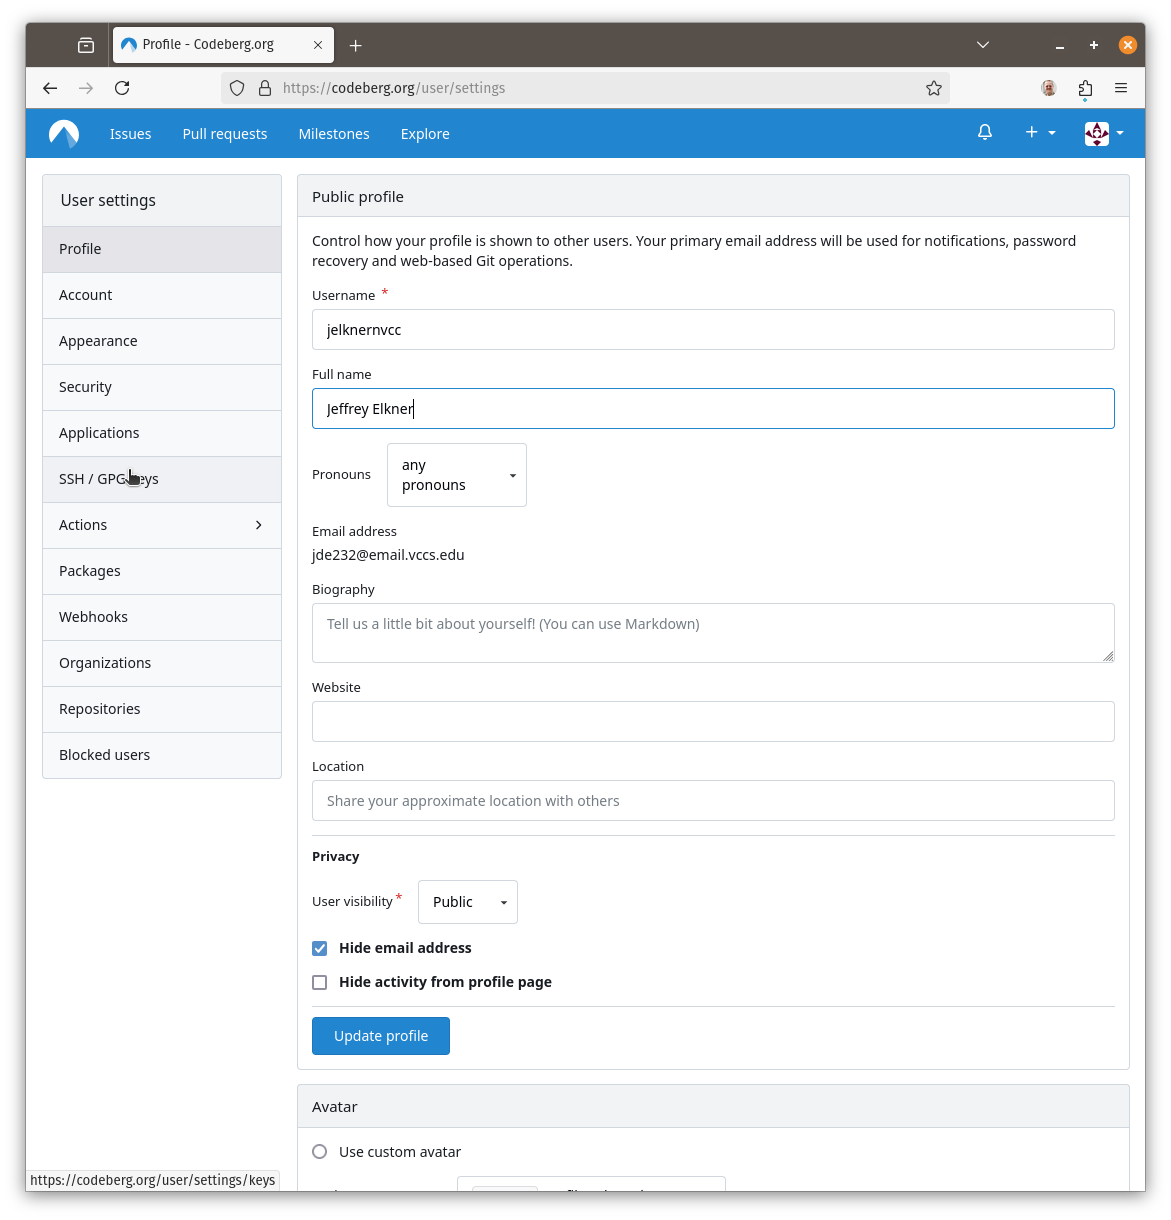 Profile - Codeberg.org
https://codeberg.org/user/settings
Issues
Pull requests
Milestones
Explore
User settings
Profile
Account
Appearance
Security
Applications
SSH / GPG
Actions
Packages
Webhooks
Organizations
Repositories
Blocked users
Public profile
Control how your profile is shown to other users. Your primary email address will be used for notifications, password
recovery and web-based Git operations.
Username *
jelknernvcc
Full name
Jeffrey Elkner
Pronouns
any
pronouns
Email address
jde232@email.vccs.edu
Biography
Tell us a little bit about yourself! (You can use Markdown)
Website
Location
Share your approximate location with others
Privacy
User visibility *
Public
Hide email address
Hide activity from profile page
Update profile
Avatar
Use custom avatar
https://codeberg.org/user/settings/keys